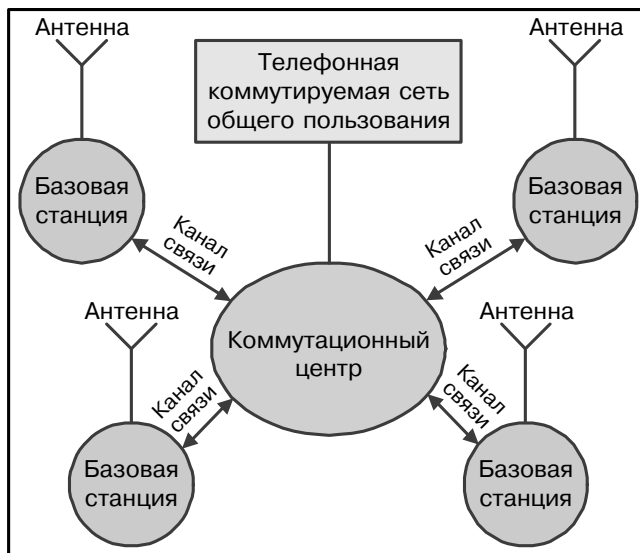 Антенна
Антенна
Телефонная
коммутируемая сеть
общего пользования
Базовая
станция
Базовая
станция
Канал
связи
Канал
связи
Антенна
Антенна
Коммутационный
центр
Канал
связи
Канал
связи
Базовая
станция
Базовая
станция